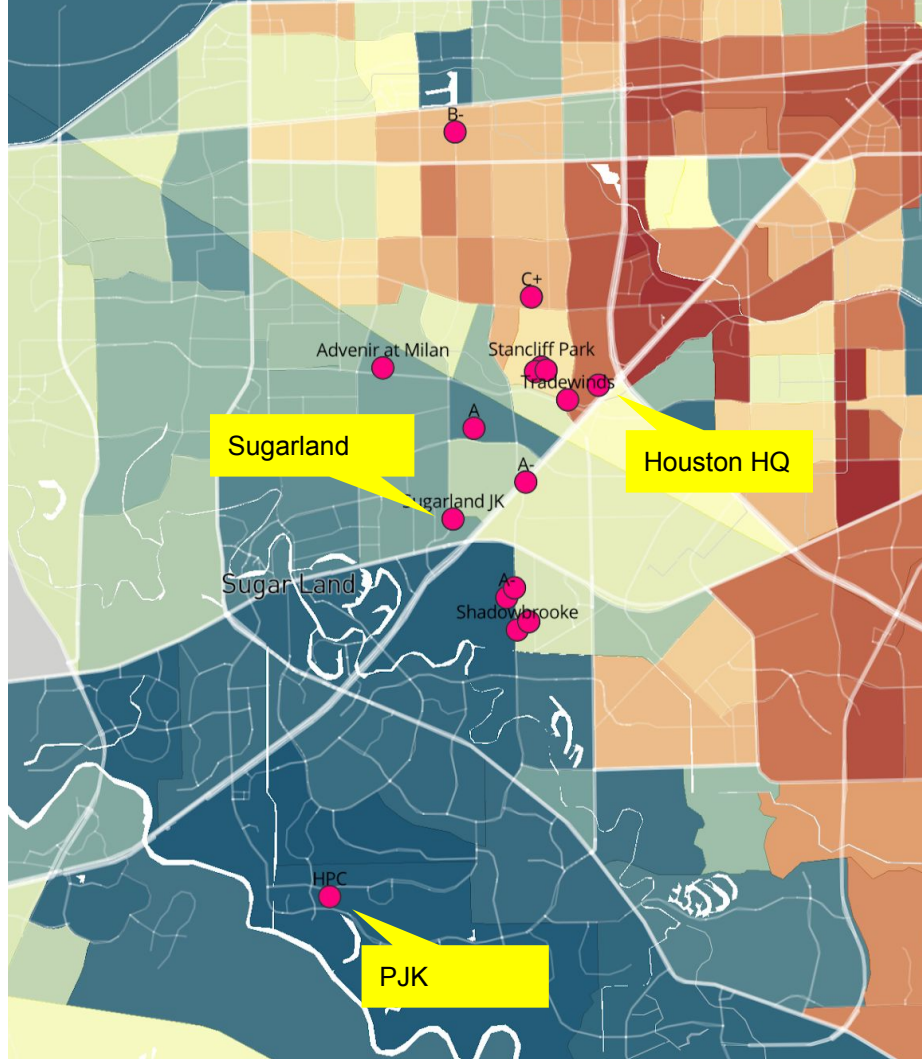 B-
C+
Advenir at Milan
Stancliff Park
Tradewinds
A
Sugarland
Houston HQ
A-
Sugarland JK
Sugar Land
A-
Shadowbrooke
HPC
PJK